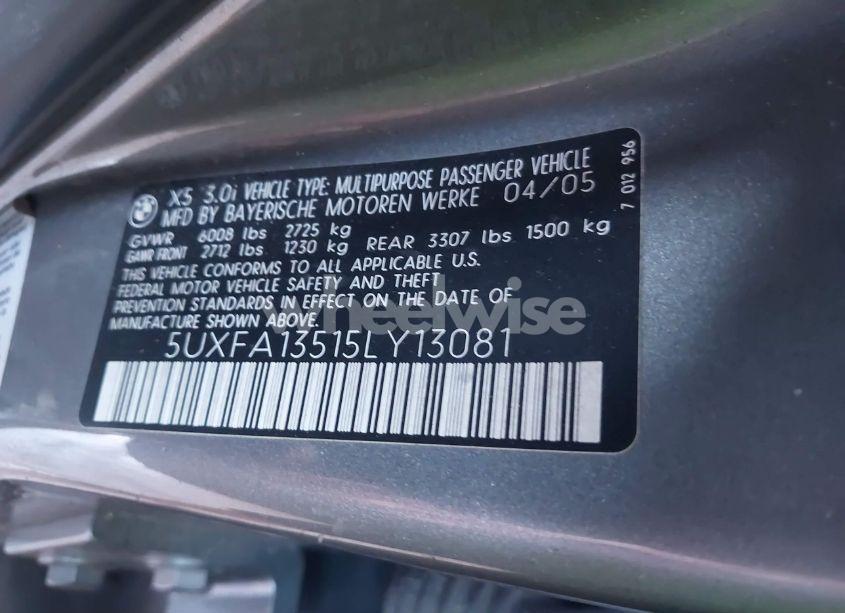 X5 3.0i VEHICLE TYPE: MULTIPURPOSE PASSENGER VEHICLE
MFD BY BAYERISCHE MOTOREN WERKE 04/05
GVWR 6008 lbs 2725 kg
GAWR FRONT 2712 lbs 1230 kg REAR 3307 lbs 1500 kg
THIS VEHICLE CONFORMS TO ALL APPLICABLE U.S.
FEDERAL MOTOR VEHICLE SAFETY AND THEFT
PREVENTION STANDARDS IN EFFECT ON THE DATE OF
MANUFACTURE SHOWN ABOVE.
5UXFA13515LY13081
7 012 956
wheelwise